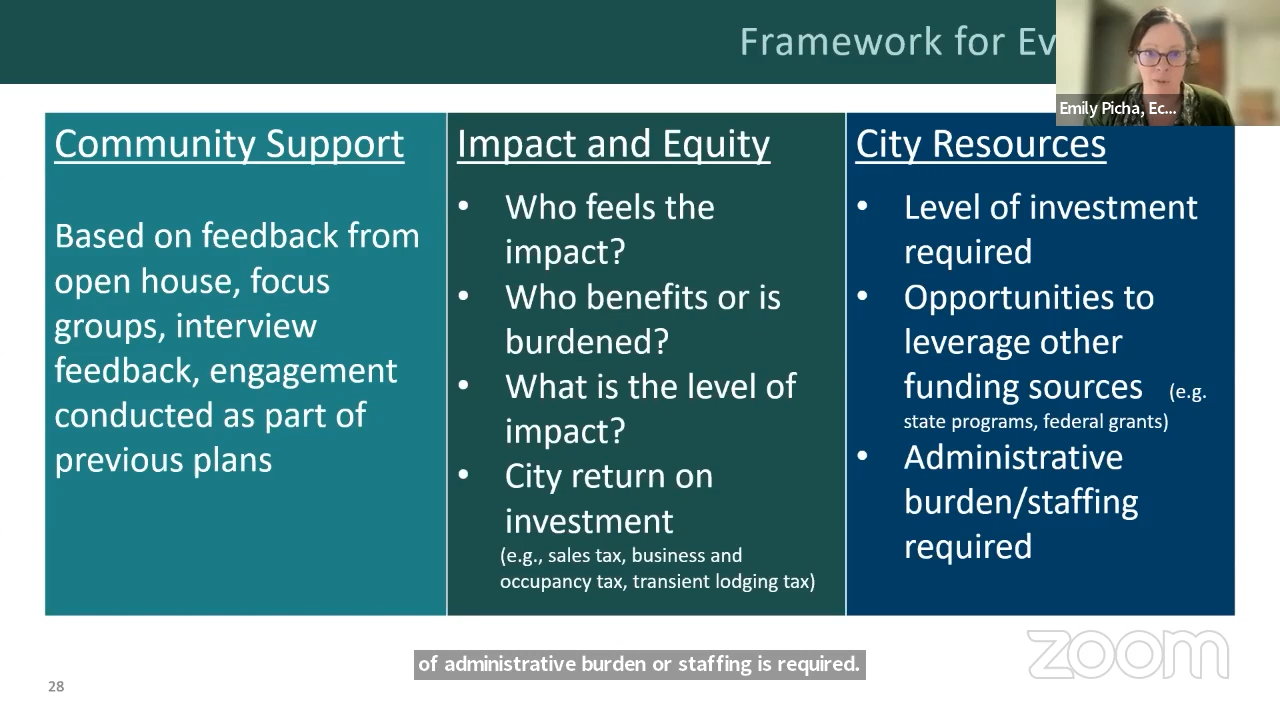 Framework for Ev
Emily Picha, Ec...
Community Support
Based on feedback from
open house, focus
groups, interview
feedback, engagement
conducted as part of
previous plans
Impact and Equity
• Who feels the
impact?
• Who benefits or is
burdened?
• What is the level of
impact?
• City return on
investment
(e.g., sales tax, business and
occupancy tax, transient lodging tax)
City Resources
• Level of investment
required
• Opportunities to
leverage other
funding sources (e.g.
state programs, federal grants)
• Administrative
burden/staffing
required
of administrative burden or staffing is required.
zoom
28